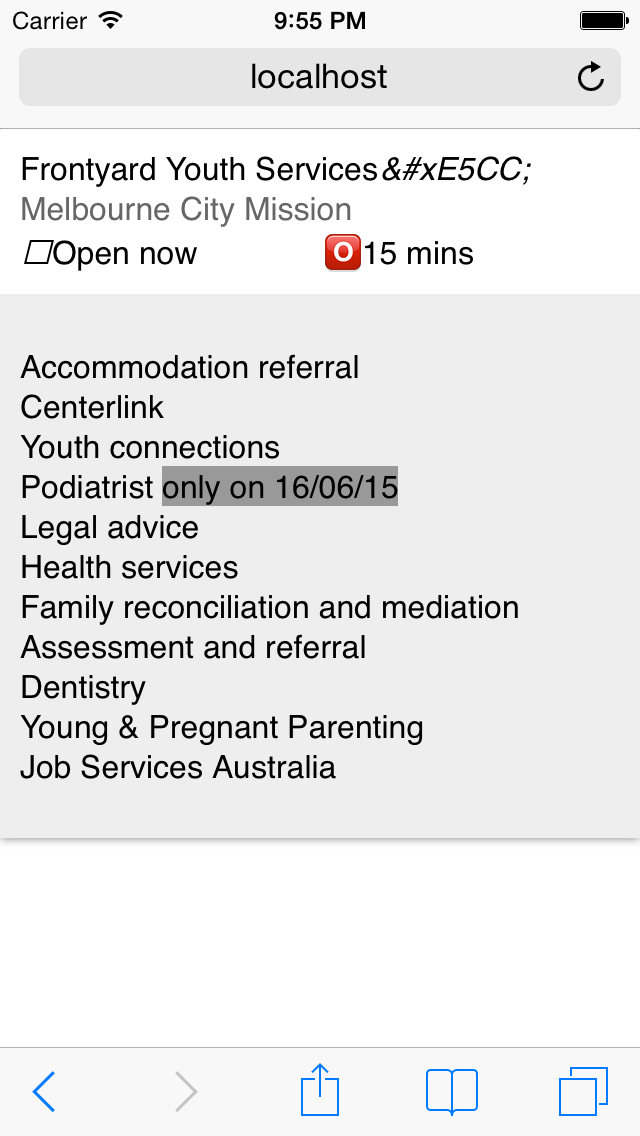 Carrier 9:55 PM
localhost
Frontyard Youth Services&#xE5CC;
Melbourne City Mission
Open now 🅾15 mins
Accommodation referral
Centerlink
Youth connections
Podiatrist only on 16/06/15
Legal advice
Health services
Family reconciliation and mediation
Assessment and referral
Dentistry
Young & Pregnant Parenting
Job Services Australia